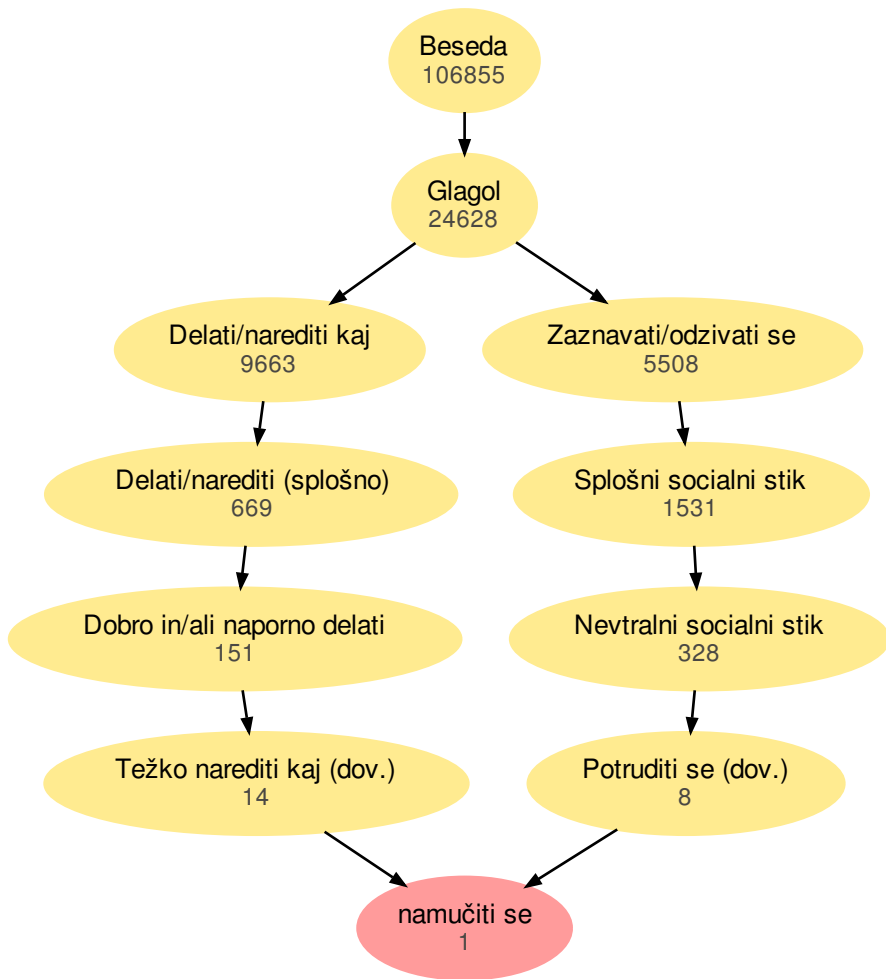 Beseda
106855
Glagol
24628
Delati/narediti kaj
9663
Zaznavati/odzivati se
5508
Delati/narediti (splošno)
669
Splošni socialni stik
1531
Dobro in/ali naporno delati
151
Nevtralni socialni stik
328
Težko narediti kaj (dov.)
14
Potruditi se (dov.)
8
namučiti se
1